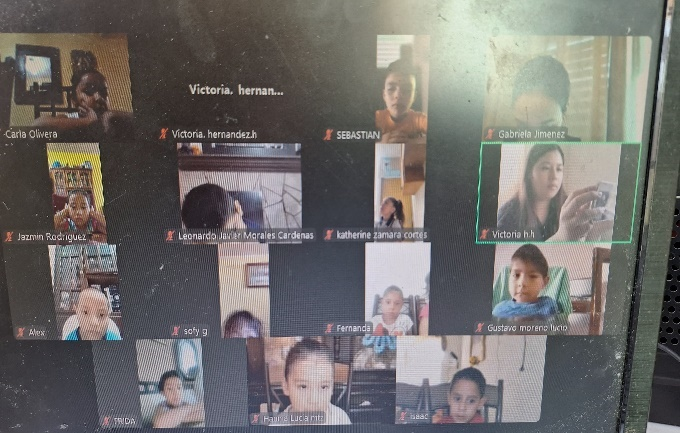 Victoria. hernan...
Carla Olivera
Victoria. hernandez.h
SEBASTIAN
Gabriela Jimenez
Jazmin Rodriguez
Leonardo Javier Morales Cardenas
katherine zamara cortes
Victoria h.h
Alex
sofy g
Fernanda
Gustavo moreno lucio
FRIDA
Lucia
isaac